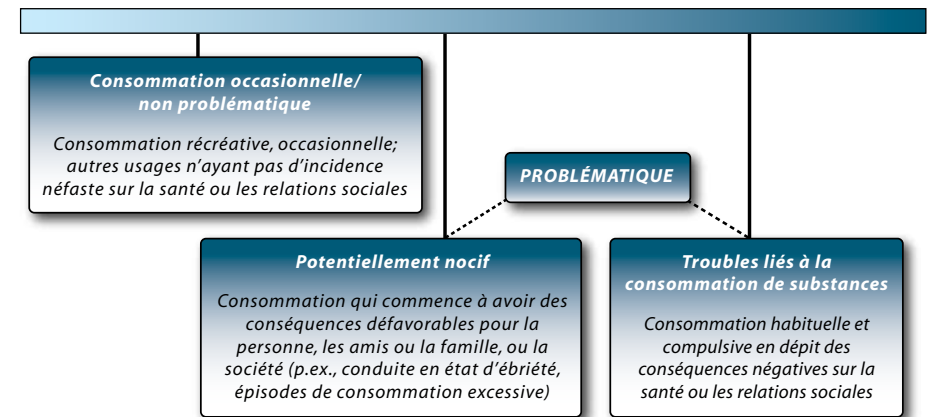 Consommation occasionnelle/
non problématique
Consommation récréative, occasionnelle;
autres usages n’ayant pas d’incidence
néfaste sur la santé ou les relations sociales
PROBLÉMATIQUE
Potentiellement nocif
Consommation qui commence à avoir des
conséquences défavorables pour la
personne, les amis ou la famille, ou la
société (p.ex., conduite en état d’ébriété,
épisodes de consommation excessive)
Troubles liés à la
consommation de substances
Consommation habituelle et
compulsive en dépit des
conséquences négatives sur la
santé ou les relations sociales